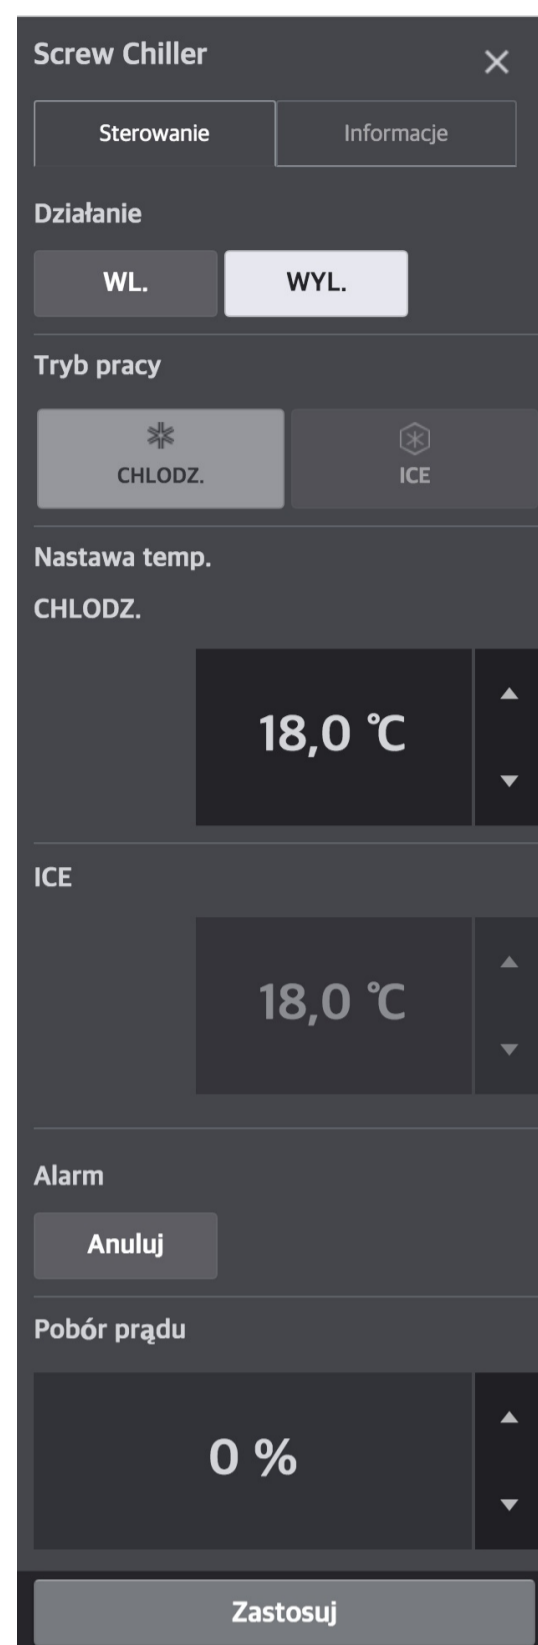 Screw Chiller
Sterowanie
Informacje
Działanie
WL.
WYL.
Tryb pracy
CHLODZ.
ICE
Nastawa temp.
CHLODZ.
18,0 ℃
ICE
18,0 ℃
Alarm
Anuluj
Pobór prądu
0 %
Zastosuj